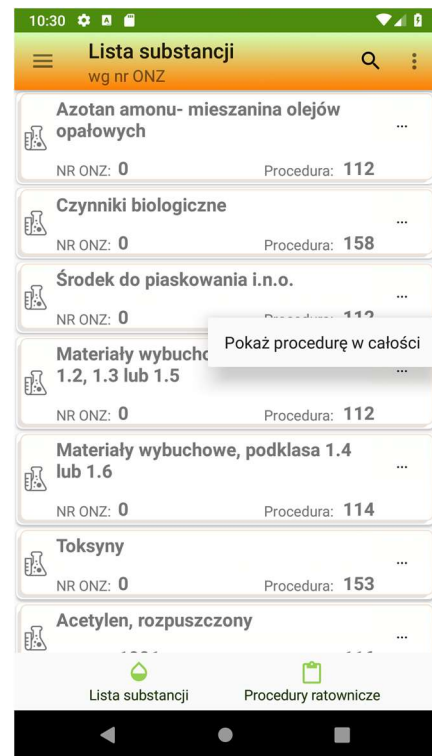 10:30
Lista substancji
wg nr ONZ
Azotan amonu- mieszanina olejów
opałowych
...
NR ONZ: 0 Procedura: 112
Czynniki biologiczne
...
NR ONZ: 0 Procedura: 158
Środek do piaskowania i.n.o.
...
NR ONZ: 0
Pokaż procedurę w całości
Materiały
1.2, 1.3 lub 1.5
...
NR ONZ: 0 Procedura: 112
Materiały wybuchowe, podklasa 1.4
lub 1.6
...
NR ONZ: 0 Procedura: 114
Toksyny
...
NR ONZ: 0 Procedura: 153
Acetylen, rozpuszczony
...
Lista substancji Procedury ratownicze